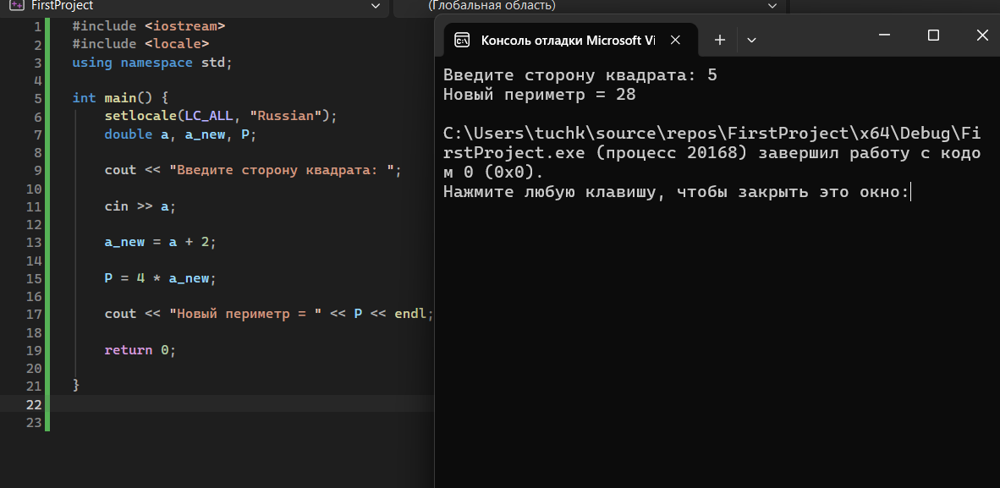 FirstProject
(Глобальная область)
1 #include <iostream>
2 #include <locale>
3 using namespace std;
4
5 int main() {
6 setlocale(LC_ALL, "Russian");
7 double a, a_new, P;
8
9 cout << "Введите сторону квадрата: ";
10
11 cin >> a;
12
13 a_new = a + 2;
14
15 P = 4 * a_new;
16
17 cout << "Новый периметр = " << P << endl;
18
19 return 0;
20
21 }
22
23
Консоль отладки Microsoft Vi
Введите сторону квадрата: 5
Новый периметр = 28
C:\Users\tuchk\source\repos\FirstProject\x64\Debug\Fi
rstProject.exe (процесс 20168) завершил работу с кодо
м 0 (0x0).
Нажмите любую клавишу, чтобы закрыть это окно: